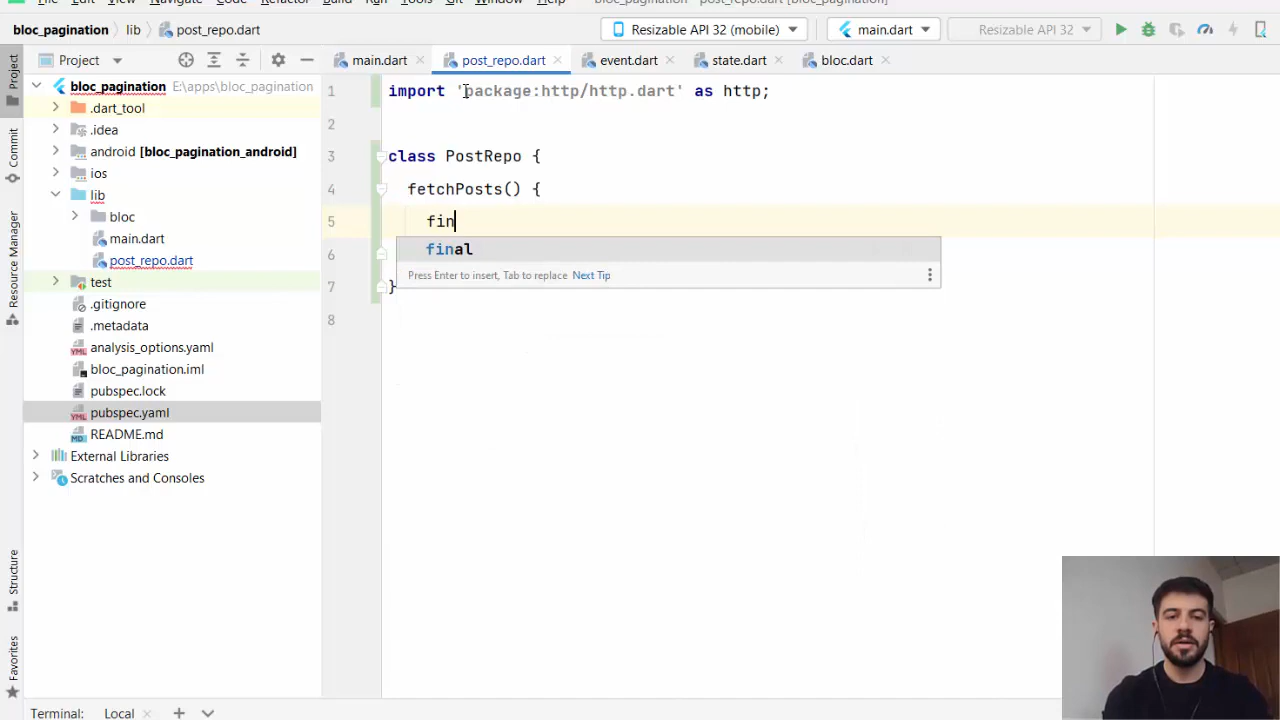 bloc_pagination
lib
post_repo.dart
Resizable API 32 (mobile)
main.dart
Resizable API 32
Project
main.dart
post_repo.dart
event.dart
state.dart
bloc.dart
bloc_pagination E:\apps\bloc_pagination
.dart_tool
.idea
android [bloc_pagination_android]
ios
lib
bloc
main.dart
post_repo.dart
test
.gitignore
.metadata
analysis_options.yaml
bloc_pagination.iml
pubspec.lock
pubspec.yaml
README.md
External Libraries
Scratches and Consoles
Project
Commit
Resource Manager
Structure
Favorites
1 import 'package:http/http.dart' as http;
2
3 class PostRepo {
4 fetchPosts() {
5 fin
6
7 }
8
final
Press Enter to insert, Tab to replace Next Tip
Terminal: Local